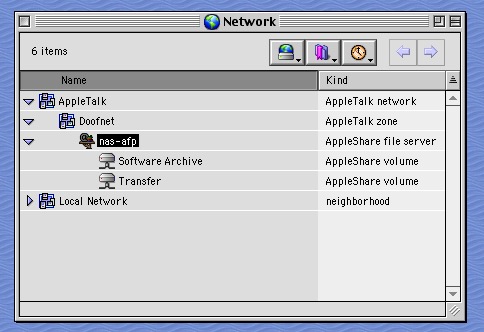 Network
6 items
Name Kind
AppleTalk AppleTalk network
Doofnet AppleTalk zone
nas-afp AppleShare file server
Software Archive AppleShare volume
Transfer AppleShare volume
Local Network neighborhood